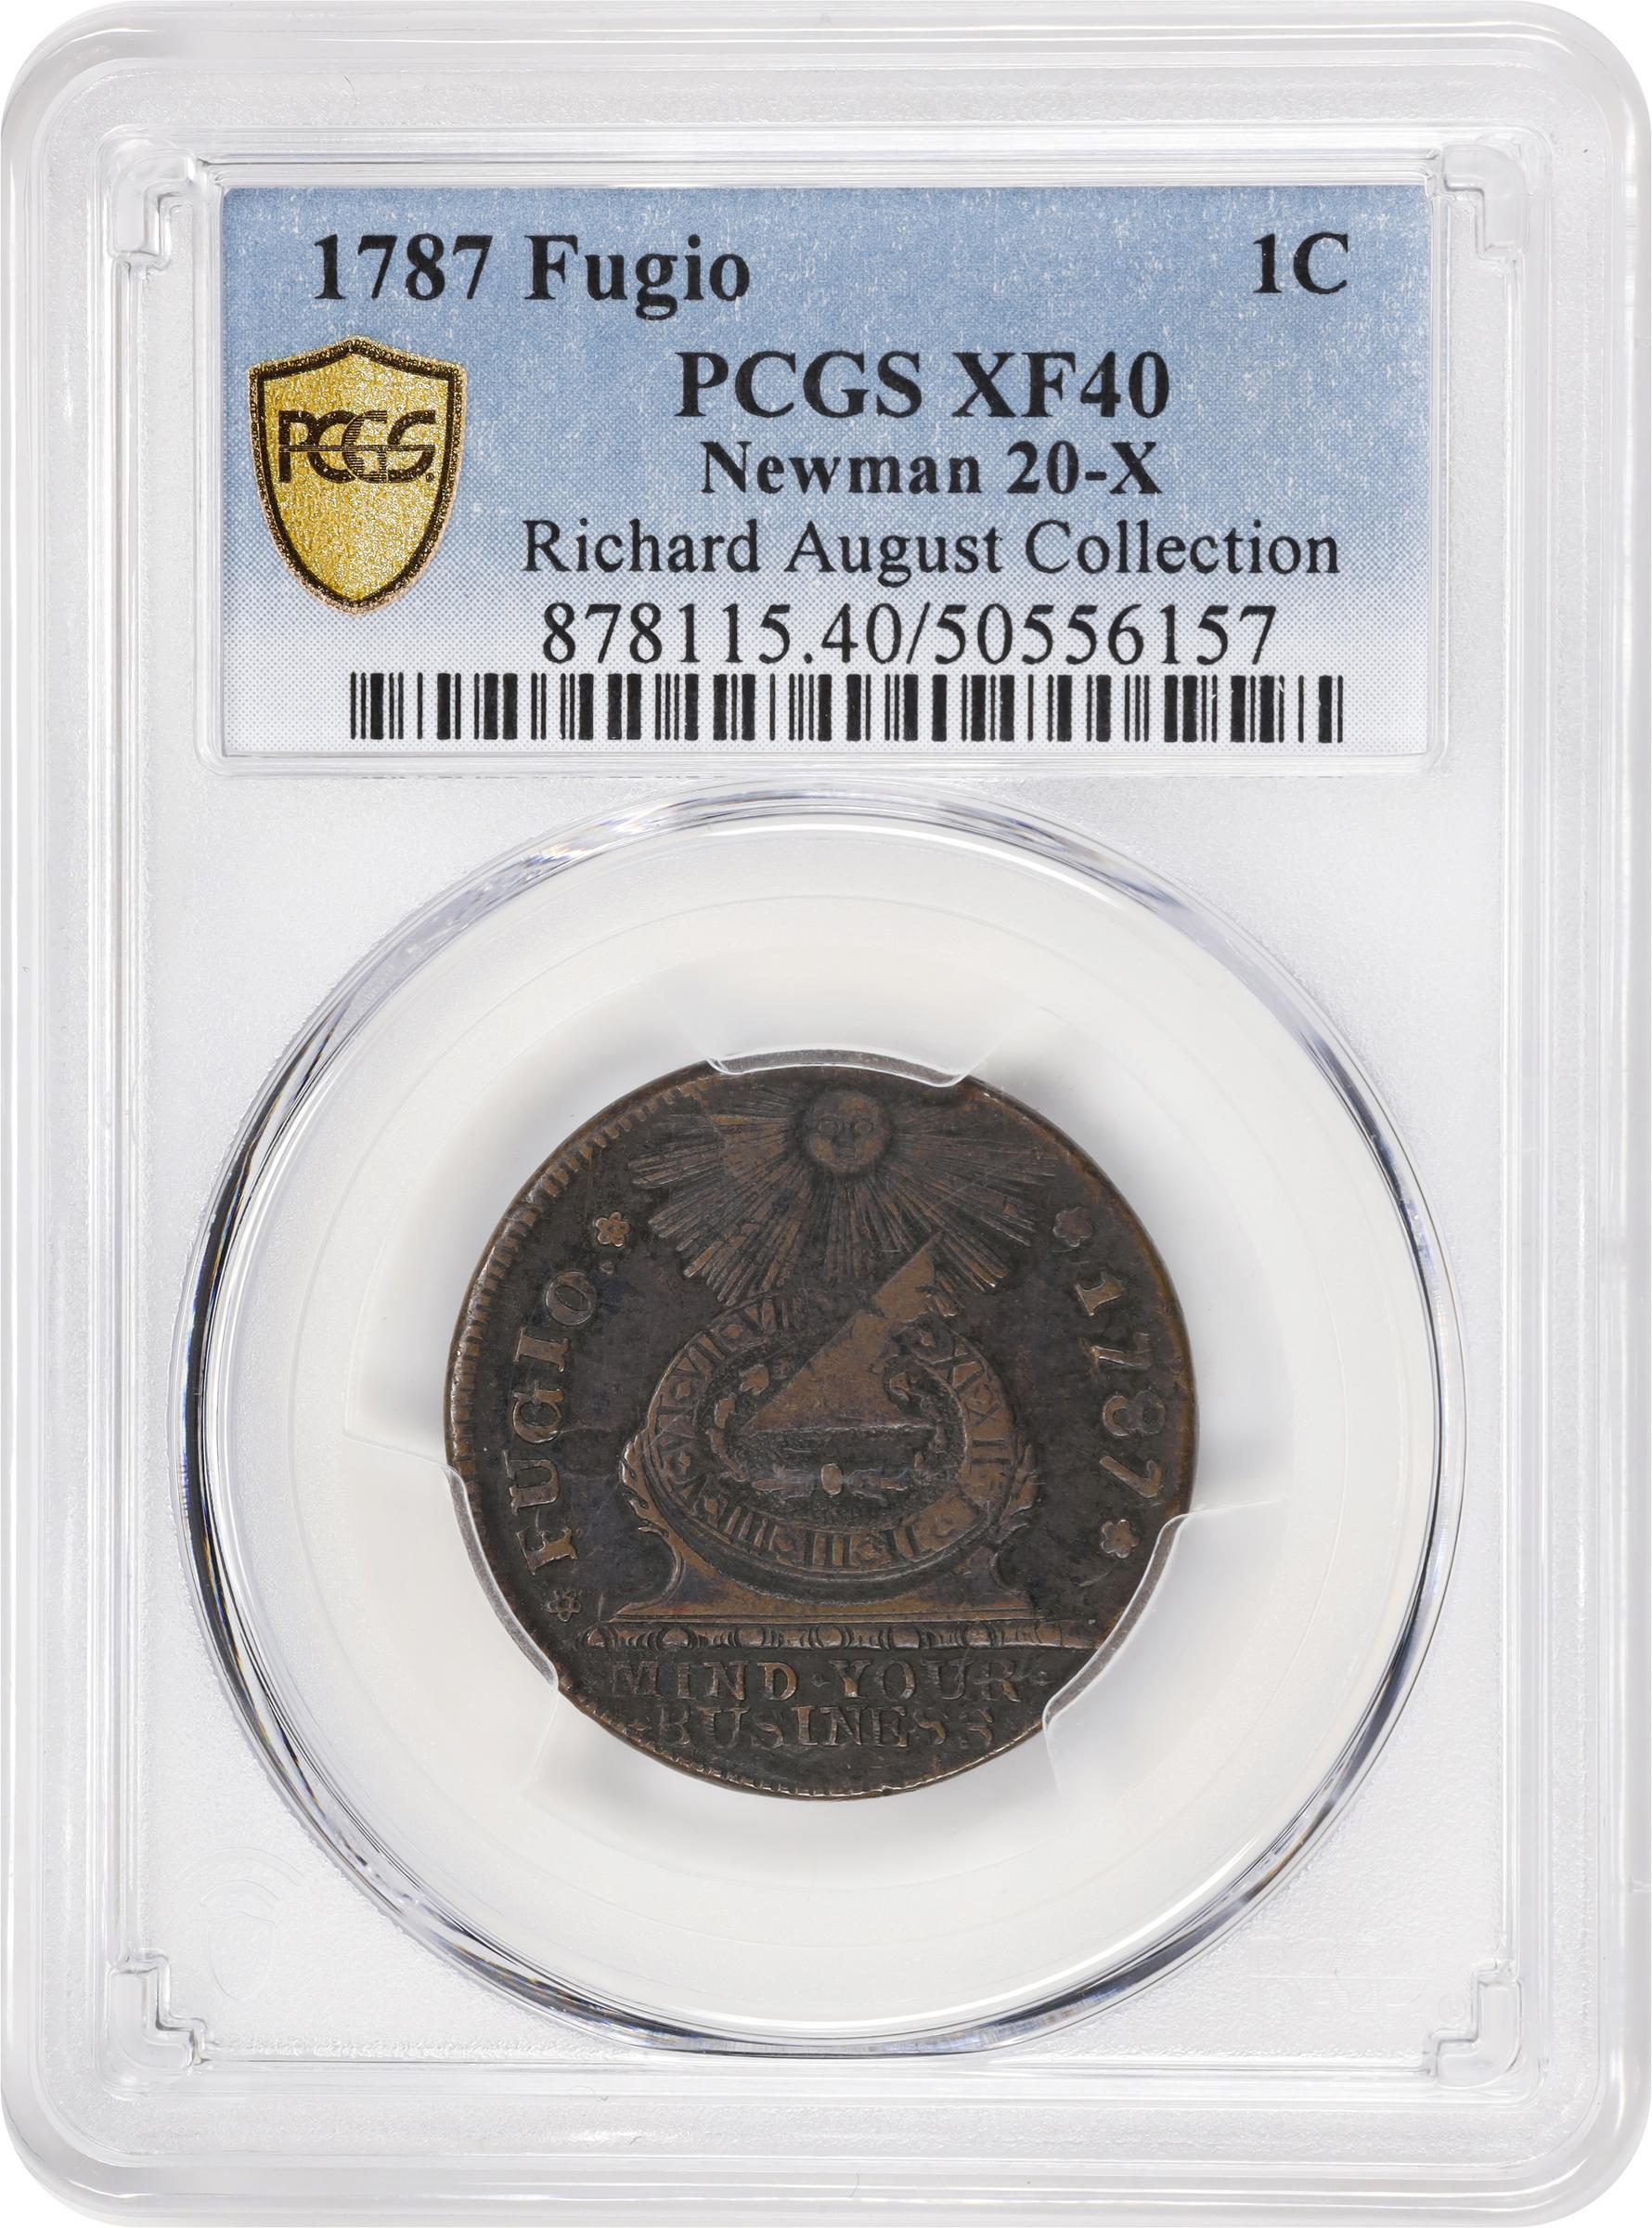 1787 Fugio 1C
PCGS
PCGS XF40
Newman 20-X
Richard August Collection
878115.40/50556157
FUGIO.
1787
MIND·YOUR
BUSINESS